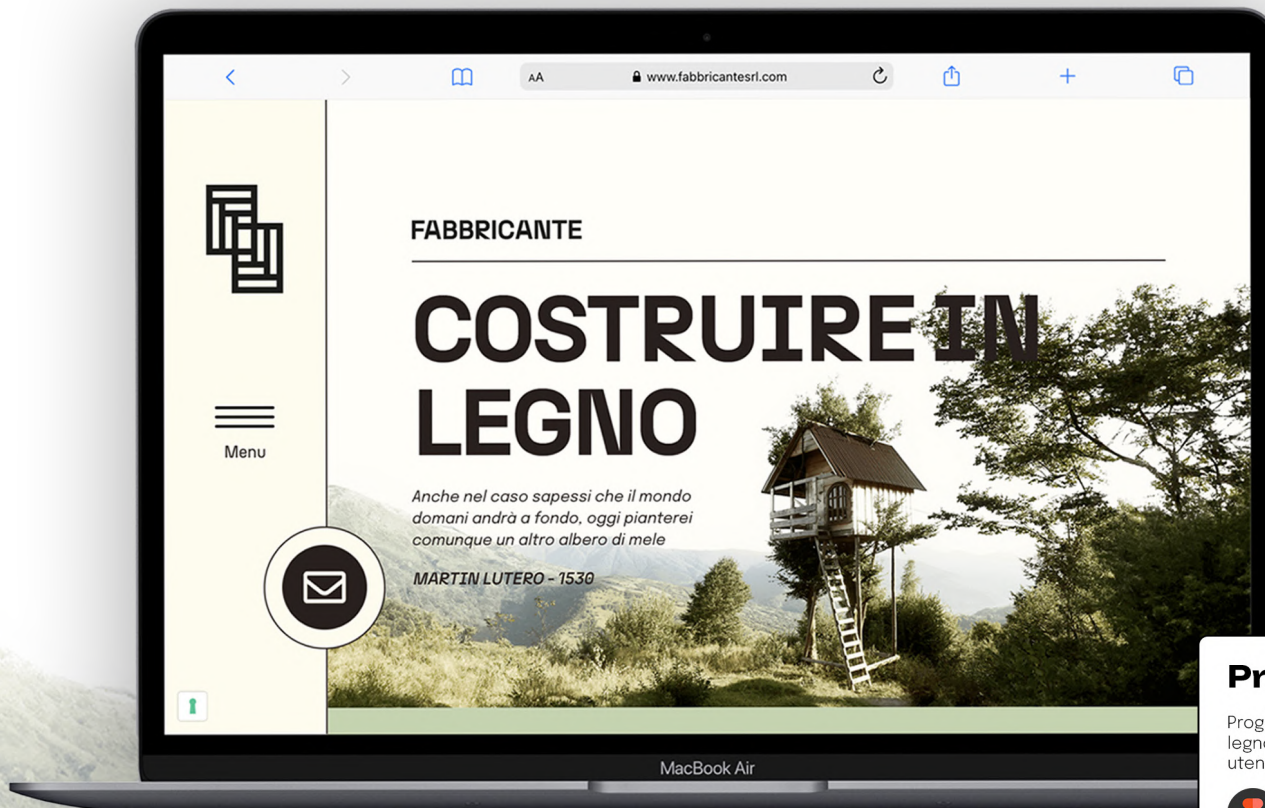 AA
www.fabbricantesrl.com
FABBRICANTE
COSTRUIRE IN
LEGNO
Menu
Anche nel caso sapessi che il mondo
domani andrà a fondo, oggi pianterei
comunque un altro albero di mele
MARTIN LUTERO - 1530
MacBook Air
Pr
Prog
legno
uten